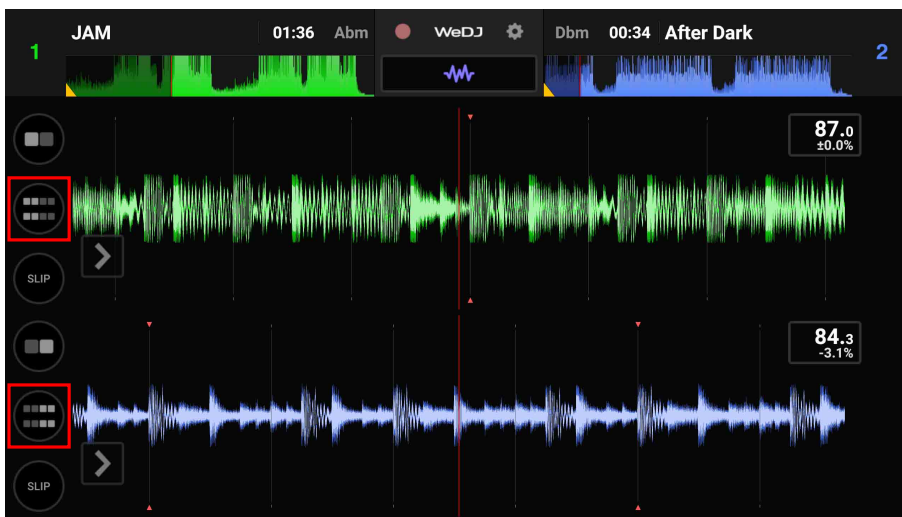 1 JAM 01:36 Abm WeDJ Dbm 00:34 After Dark 2
87.0
±0.0%
SLIP
84.3
-3.1%
SLIP